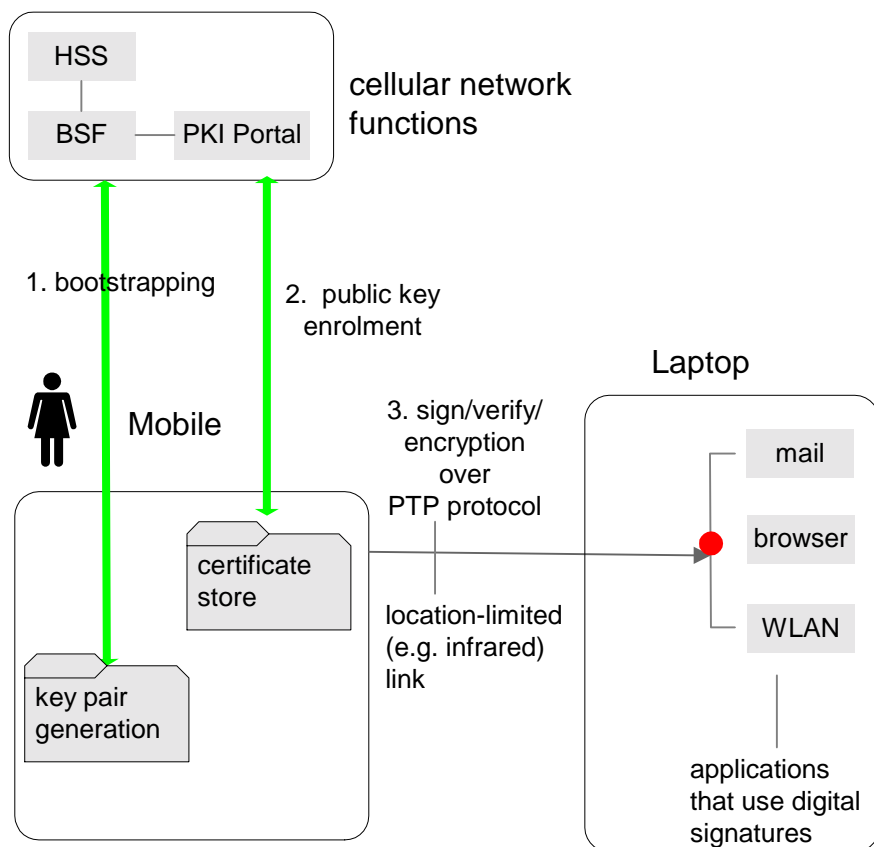 HSS
BSF
PKI Portal
cellular network
functions
1. bootstrapping
2. public key
enrolment
Mobile
Laptop
3. sign/verify/
encryption
over
PTP protocol
mail
browser
WLAN
certificate
store
location-limited
(e.g. infrared)
link
key pair
generation
applications
that use digital
signatures